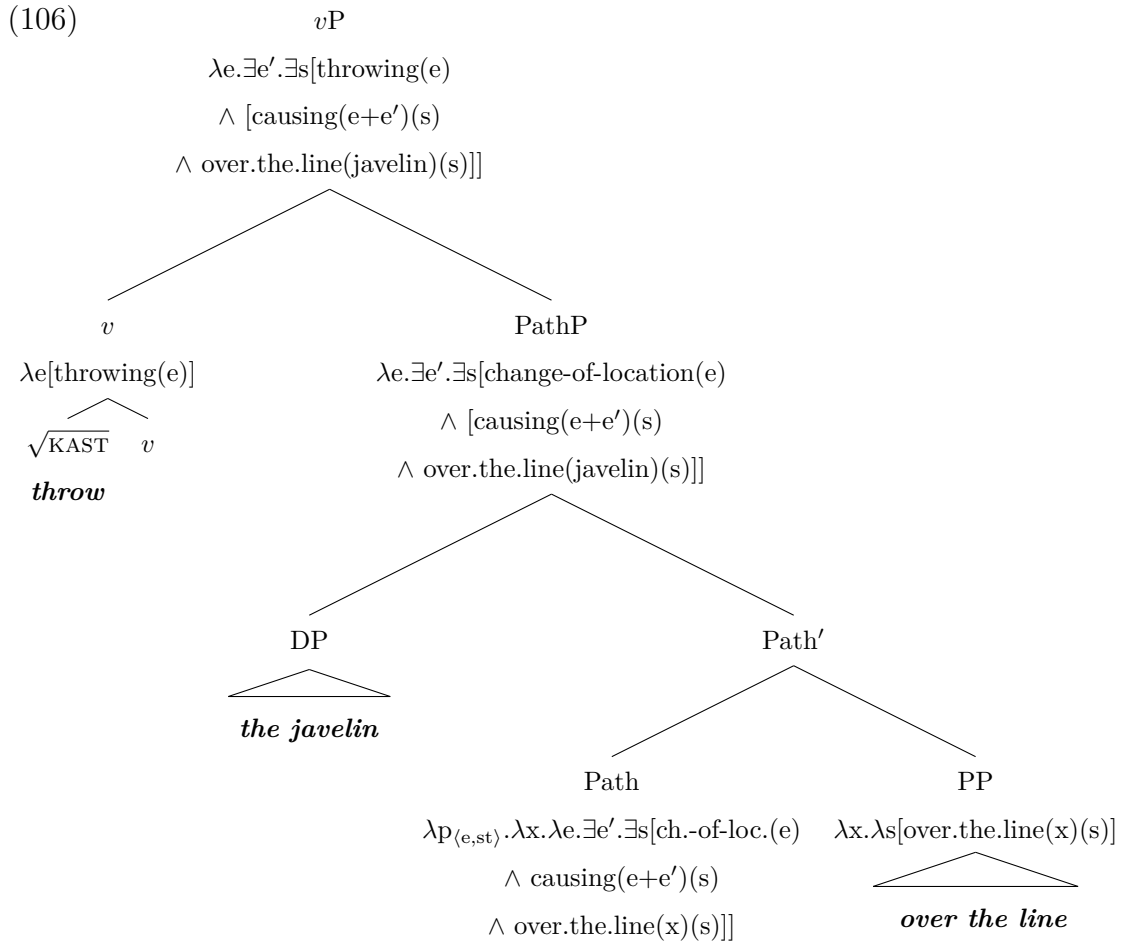 (106)
vP
λe.∃e′.∃s[throwing(e)
∧ [causing(e+e′)(s)
∧ over.the.line(javelin)(s)]]
v PathP
λe[throwing(e)] λe.∃e′.∃s[change-of-location(e)
∧ [causing(e+e′)(s)
√KAST v
∧ over.the.line(javelin)(s)]]
throw
DP Path′
the javelin
Path PP
λp⟨e,st⟩.λx.λe.∃e′.∃s[ch.-of-loc.(e) λx.λs[over.the.line(x)(s)]
∧ causing(e+e′)(s)
∧ over.the.line(x)(s)]] over the line